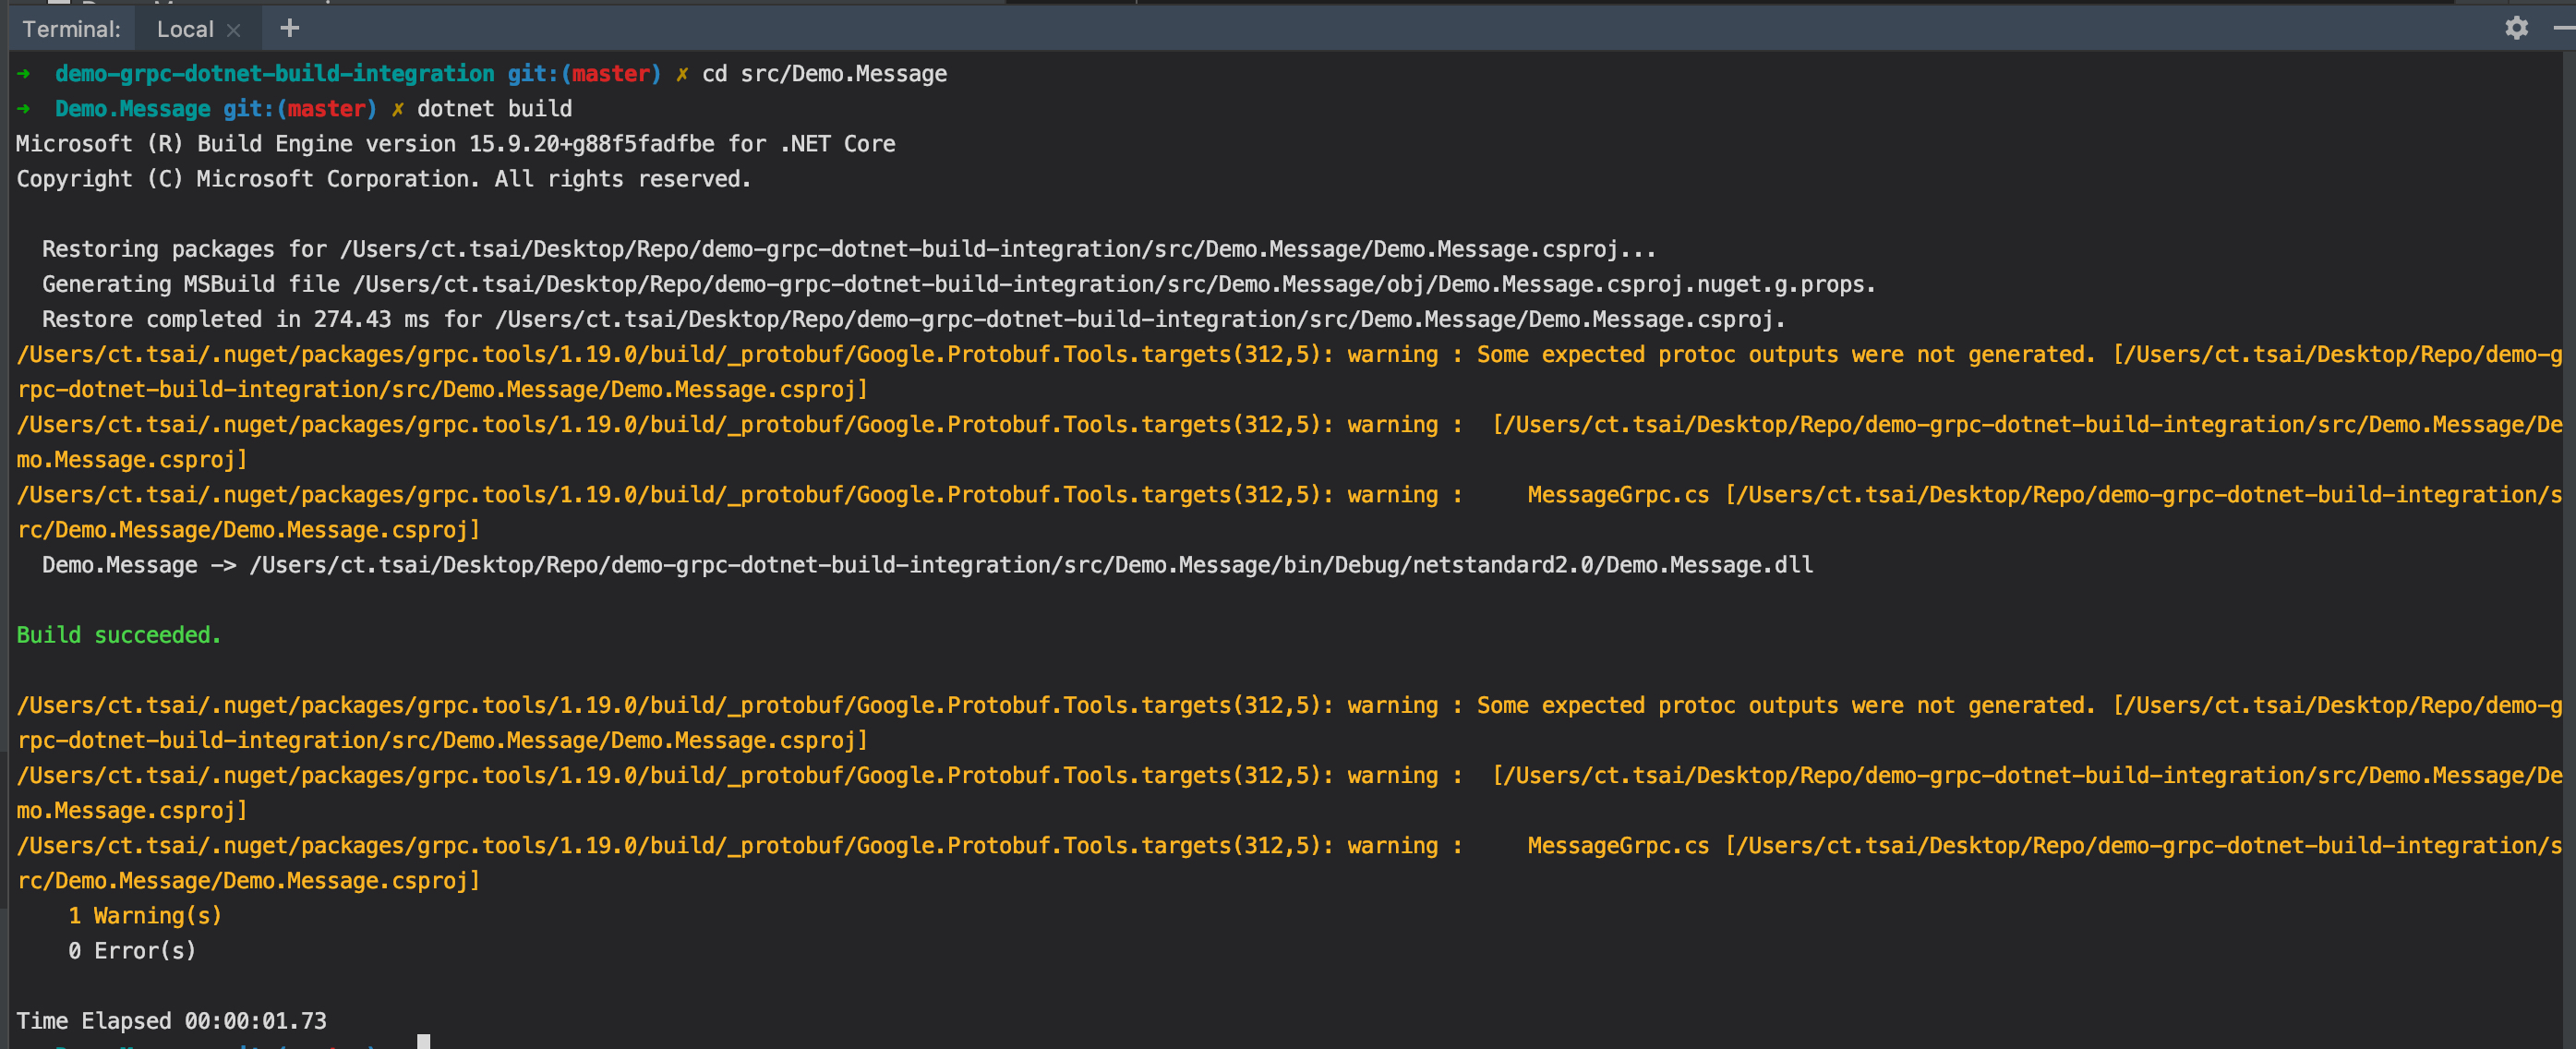 Terminal: Local × +
→ demo-grpc-dotnet-build-integration git:(master) ✗ cd src/Demo.Message
→ Demo.Message git:(master) ✗ dotnet build
Microsoft (R) Build Engine version 15.9.20+g88f5fadfbe for .NET Core
Copyright (C) Microsoft Corporation. All rights reserved.
Restoring packages for /Users/ct.tsai/Desktop/Repo/demo-grpc-dotnet-build-integration/src/Demo.Message/Demo.Message.csproj...
Generating MSBuild file /Users/ct.tsai/Desktop/Repo/demo-grpc-dotnet-build-integration/src/Demo.Message/obj/Demo.Message.csproj.nuget.g.props.
Restore completed in 274.43 ms for /Users/ct.tsai/Desktop/Repo/demo-grpc-dotnet-build-integration/src/Demo.Message/Demo.Message.csproj.
/Users/ct.tsai/.nuget/packages/grpc.tools/1.19.0/build/_protobuf/Google.Protobuf.Tools.targets(312,5): warning : Some expected protoc outputs were not generated. [/Users/ct.tsai/Desktop/Repo/demo-g
rpc-dotnet-build-integration/src/Demo.Message/Demo.Message.csproj]
/Users/ct.tsai/.nuget/packages/grpc.tools/1.19.0/build/_protobuf/Google.Protobuf.Tools.targets(312,5): warning : [/Users/ct.tsai/Desktop/Repo/demo-grpc-dotnet-build-integration/src/Demo.Message/De
mo.Message.csproj]
/Users/ct.tsai/.nuget/packages/grpc.tools/1.19.0/build/_protobuf/Google.Protobuf.Tools.targets(312,5): warning : MessageGrpc.cs [/Users/ct.tsai/Desktop/Repo/demo-grpc-dotnet-build-integration/s
rc/Demo.Message/Demo.Message.csproj]
Demo.Message -> /Users/ct.tsai/Desktop/Repo/demo-grpc-dotnet-build-integration/src/Demo.Message/bin/Debug/netstandard2.0/Demo.Message.dll
Build succeeded.
/Users/ct.tsai/.nuget/packages/grpc.tools/1.19.0/build/_protobuf/Google.Protobuf.Tools.targets(312,5): warning : Some expected protoc outputs were not generated. [/Users/ct.tsai/Desktop/Repo/demo-g
rpc-dotnet-build-integration/src/Demo.Message/Demo.Message.csproj]
/Users/ct.tsai/.nuget/packages/grpc.tools/1.19.0/build/_protobuf/Google.Protobuf.Tools.targets(312,5): warning : [/Users/ct.tsai/Desktop/Repo/demo-grpc-dotnet-build-integration/src/Demo.Message/De
mo.Message.csproj]
/Users/ct.tsai/.nuget/packages/grpc.tools/1.19.0/build/_protobuf/Google.Protobuf.Tools.targets(312,5): warning : MessageGrpc.cs [/Users/ct.tsai/Desktop/Repo/demo-grpc-dotnet-build-integration/s
rc/Demo.Message/Demo.Message.csproj]
1 Warning(s)
0 Error(s)
Time Elapsed 00:00:01.73